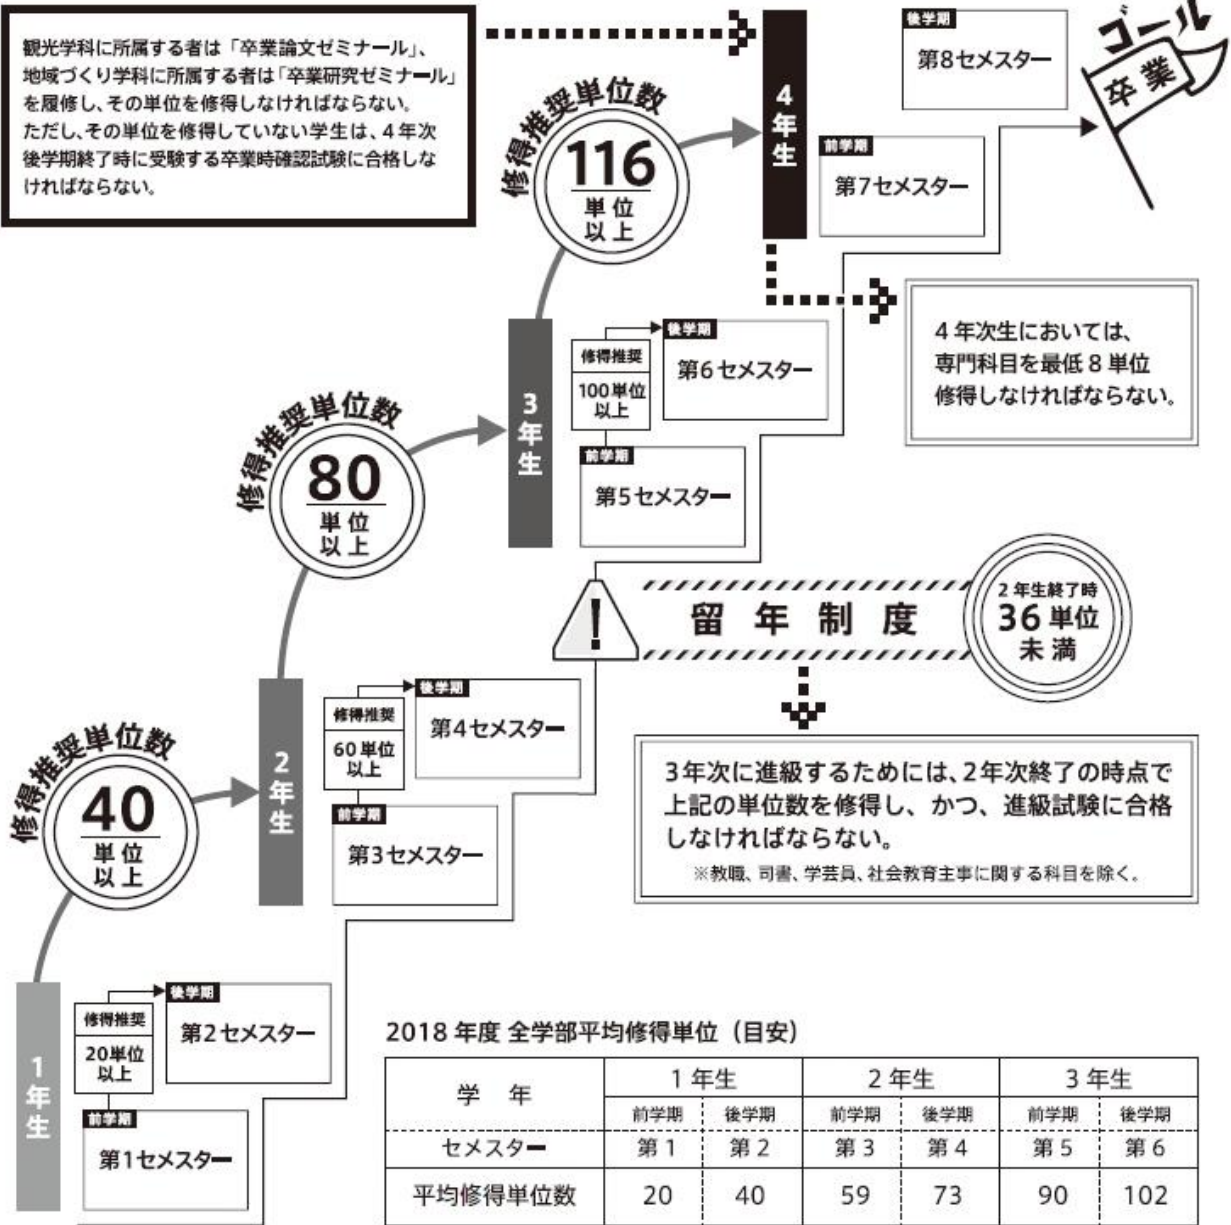 観光学科に所属する者は「卒業論文ゼミナール」、
地域づくり学科に所属する者は「卒業研究ゼミナール」
を履修し、その単位を修得しなければならない。
ただし、その単位を修得していない学生は、4年次
後学期終了時に受験する卒業時確認試験に合格しな
ければならない。
修得推奨単位数
116
単位
以上
4年生
後学期
第8セメスター
ゴール
卒業
前学期
第7セメスター
4年次生においては、
専門科目を最低8単位
修得しなければならない。
修得推奨単位数
80
単位
以上
3年生
修得推奨
100単位
以上
後学期
第6セメスター
前学期
第5セメスター
!
留年制度
2年生終了時
36単位
未満
3年次に進級するためには、2年次終了の時点で
上記の単位数を修得し、かつ、進級試験に合格
しなければならない。
※教職、司書、学芸員、社会教育主事に関する科目を除く。
修得推奨単位数
40
単位
以上
2年生
修得推奨
60単位
以上
後学期
第4セメスター
前学期
第3セメスター
1年生
修得推奨
20単位
以上
後学期
第2セメスター
前学期
第1セメスター
2018年度 全学部平均修得単位（目安）
学 年 1年生 2年生 3年生
前学期 後学期 前学期 後学期 前学期 後学期
セメスター 第1 第2 第3 第4 第5 第6
平均修得単位数 20 40 59 73 90 102